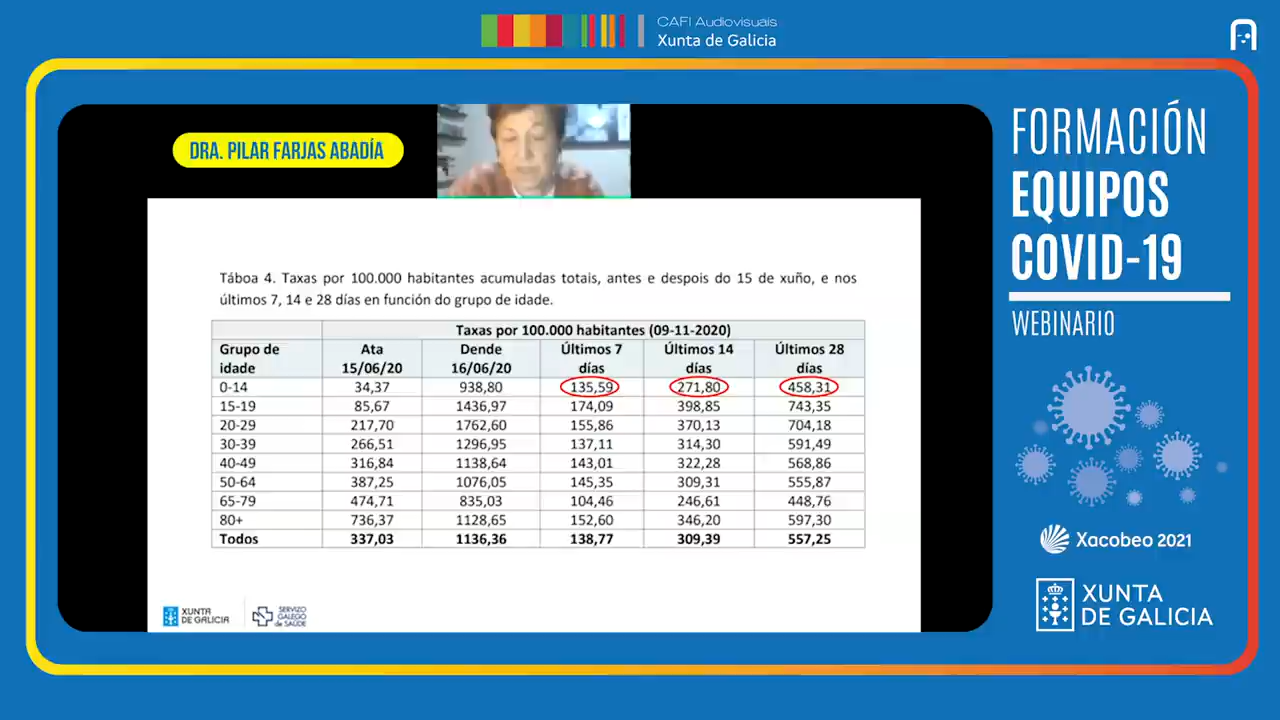 CAFI Audiovisuais
Xunta de Galicia
DRA. PILAR FARJAS ABADÍA
FORMACIÓN
EQUIPOS
COVID-19
WEBINARIO
Táboa 4. Taxas por 100.000 habitantes acumuladas totais, antes e despois do 15 de xuño, e nos
últimos 7, 14 e 28 días en función do grupo de idade.
Taxas por 100.000 habitantes (09-11-2020)
Grupo de idade Ata 15/06/20 Dende 16/06/20 Últimos 7 días Últimos 14 días Últimos 28 días
0-14 34,37 938,80 135,59 271,80 458,31
15-19 85,67 1436,97 174,09 398,85 743,35
20-29 217,70 1762,60 155,86 370,13 704,18
30-39 266,51 1296,95 137,11 314,30 591,49
40-49 316,84 1138,64 143,01 322,28 568,86
50-64 387,25 1076,05 145,35 309,31 555,87
65-79 474,71 835,03 104,46 246,61 448,76
80+ 736,37 1128,65 152,60 346,20 597,30
Todos 337,03 1136,36 138,77 309,39 557,25
XUNTA
DE GALICIA
SERVIZO
GALEGO
de SAÚDE
Xacobeo 2021
XUNTA
DE GALICIA